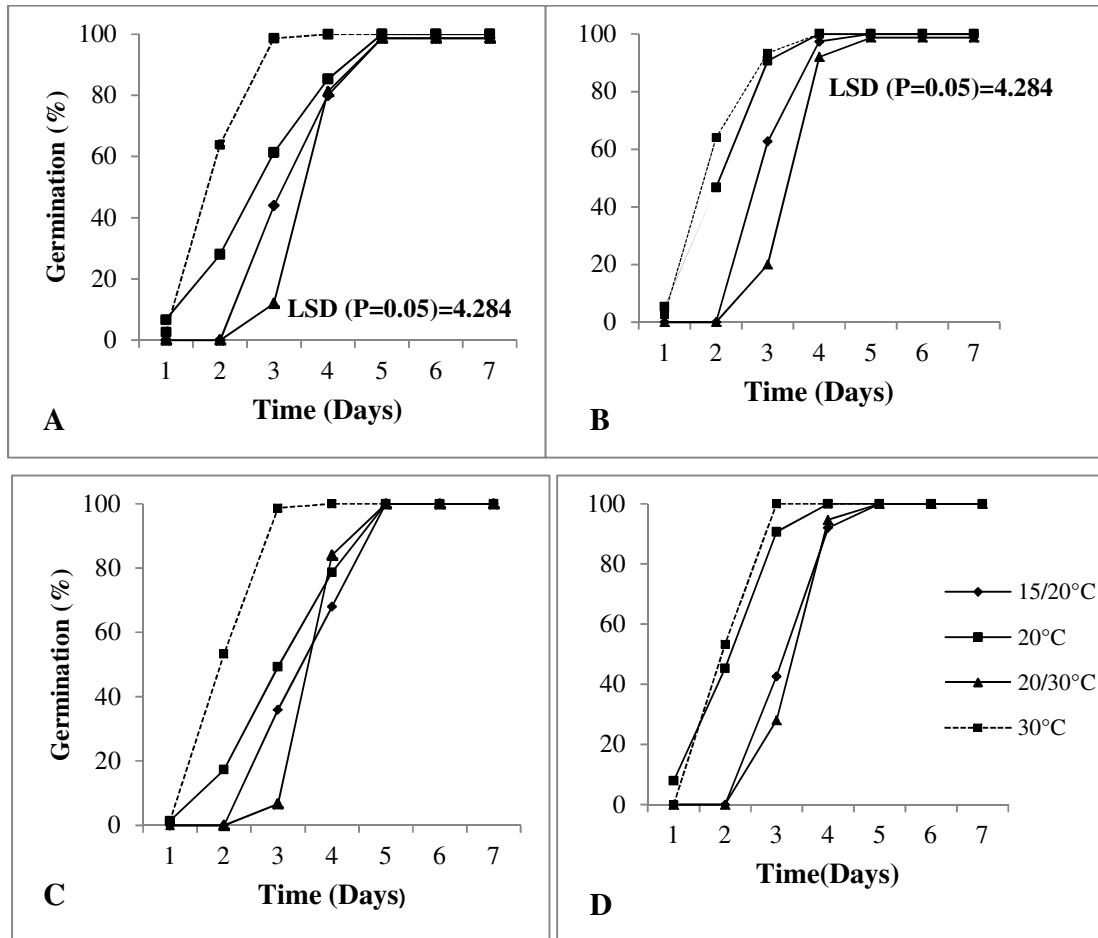 100
80
60
40
20
0
Germination (%)
LSD (P=0.05)=4.284
1 2 3 4 5 6 7
Time (Days)
A
100
80
60
40
20
0
LSD (P=0.05)=4.284
1 2 3 4 5 6 7
Time (Days)
B
100
80
60
40
20
0
Germination (%)
1 2 3 4 5 6 7
Time (Days)
C
100
80
60
40
20
0
15/20°C
20°C
20/30°C
30°C
1 2 3 4 5 6 7
Time(Days)
D